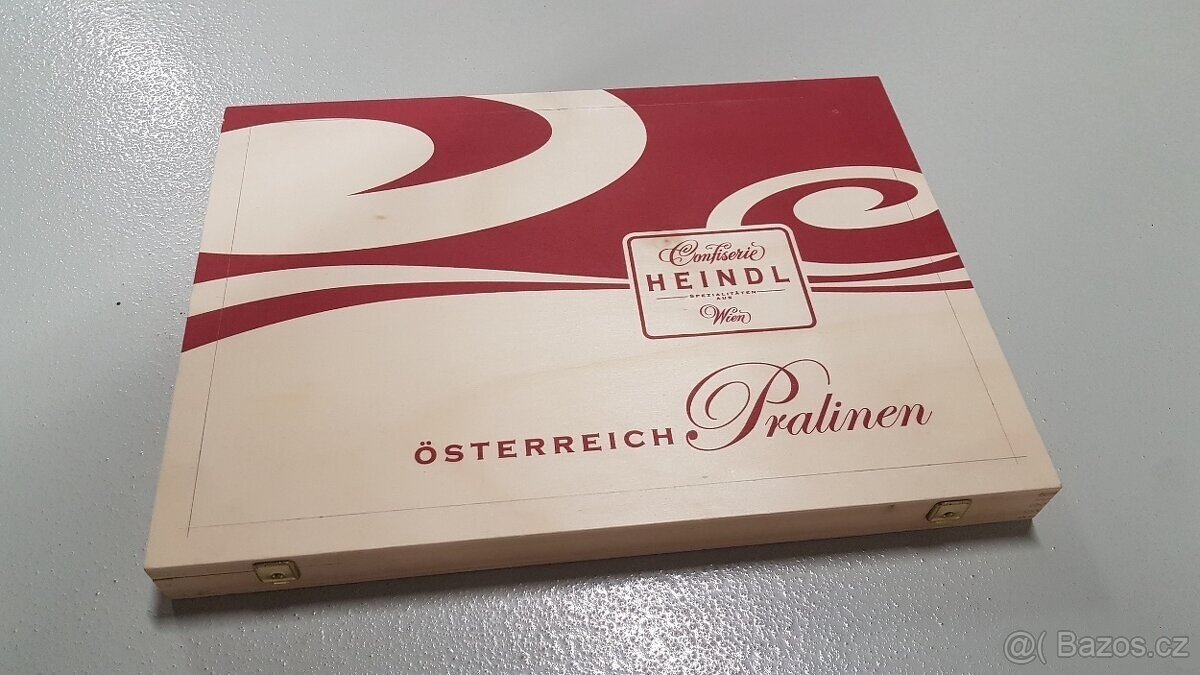 Confiserie
HEINDL
SPEZIALITÄTEN
AUS
Wien
ÖSTERREICH Pralinen
@( Bazos.cz